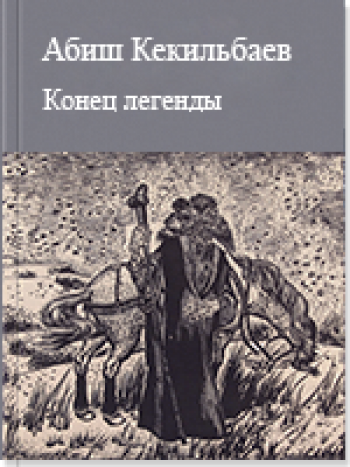 Абиш Кекильбаев
Конец легенды